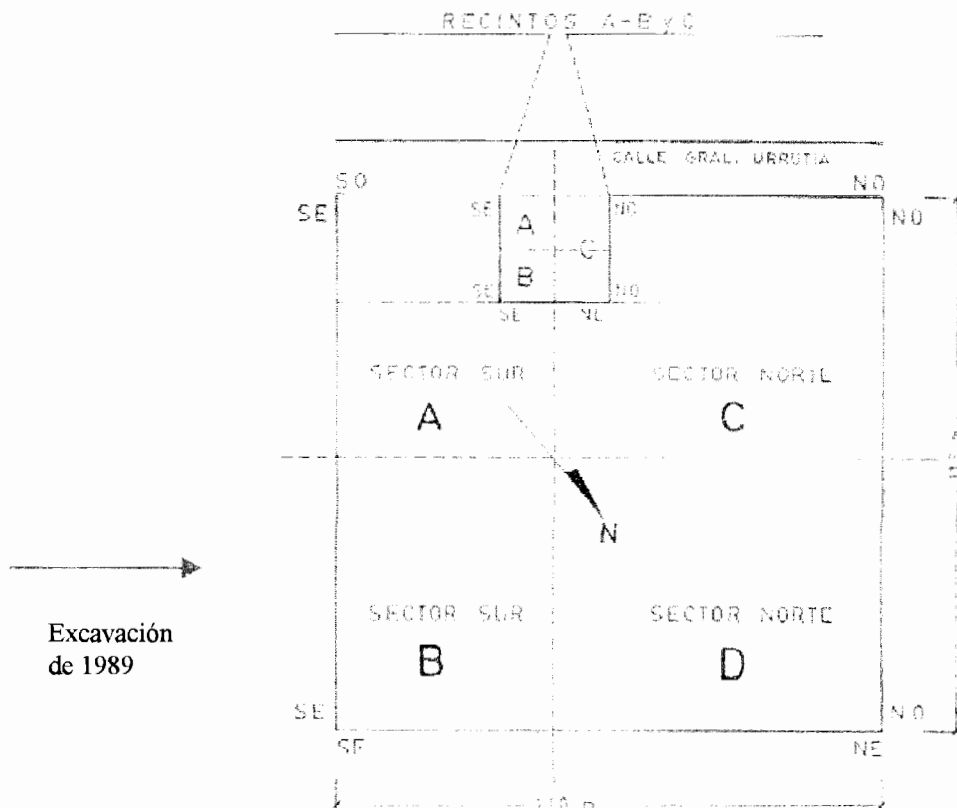 RECINTOS A-B y C
CALLE GRAL. URRUTIA
SO NO
SE SE NO NO
A
C
B
SE NO
SE NE
SECTOR SUR SECTOR NORTE
A C
N
SECTOR SUR SECTOR NORTE
Excavación
de 1989
B D
SE NO
SE NE